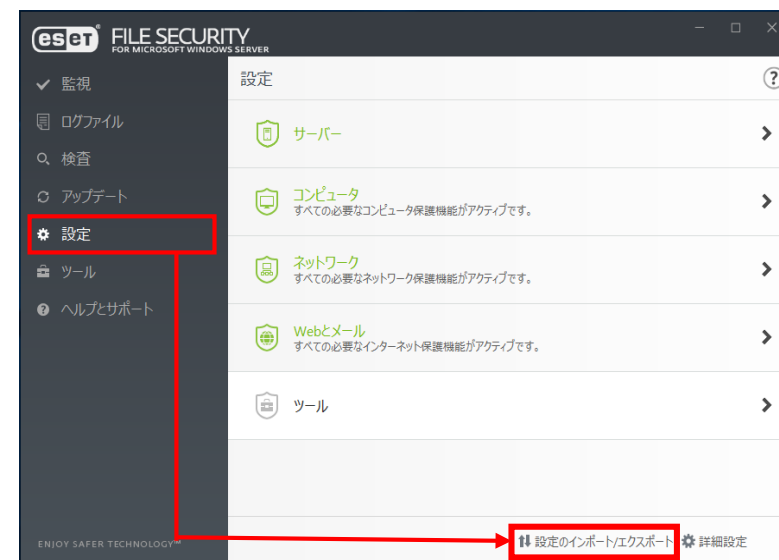 eset FILE SECURITY
FOR MICROSOFT WINDOWS SERVER
監視
ログファイル
検査
アップデート
設定
ツール
ヘルプとサポート
ENJOY SAFER TECHNOLOGY™
設定
?
サーバー
コンピュータ
すべての必要なコンピュータ保護機能がアクティブです。
ネットワーク
すべての必要なネットワーク保護機能がアクティブです。
Webとメール
すべての必要なインターネット保護機能がアクティブです。
ツール
設定のインポート/エクスポート
詳細設定